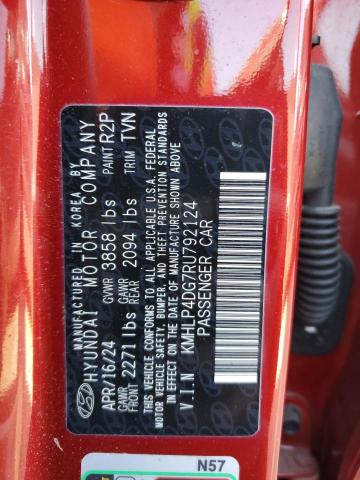 MANUFACTURED IN KOREA BY
HYUNDAI MOTOR COMPANY
APR/16/24 GVWR 3858 lbs PAINT R2P
GAWR FRONT 2271 lbs GAWR REAR 2094 lbs TRIM TVN
THIS VEHICLE CONFORMS TO ALL APPLICABLE U.S.A. FEDERAL
MOTOR VEHICLE SAFETY, BUMPER, AND THEFT PREVENTION STANDARDS
IN EFFECT ON THE DATE OF MANUFACTURE SHOWN ABOVE
V.I.N KMHLP4DG7RU792124
PASSENGER CAR
N57